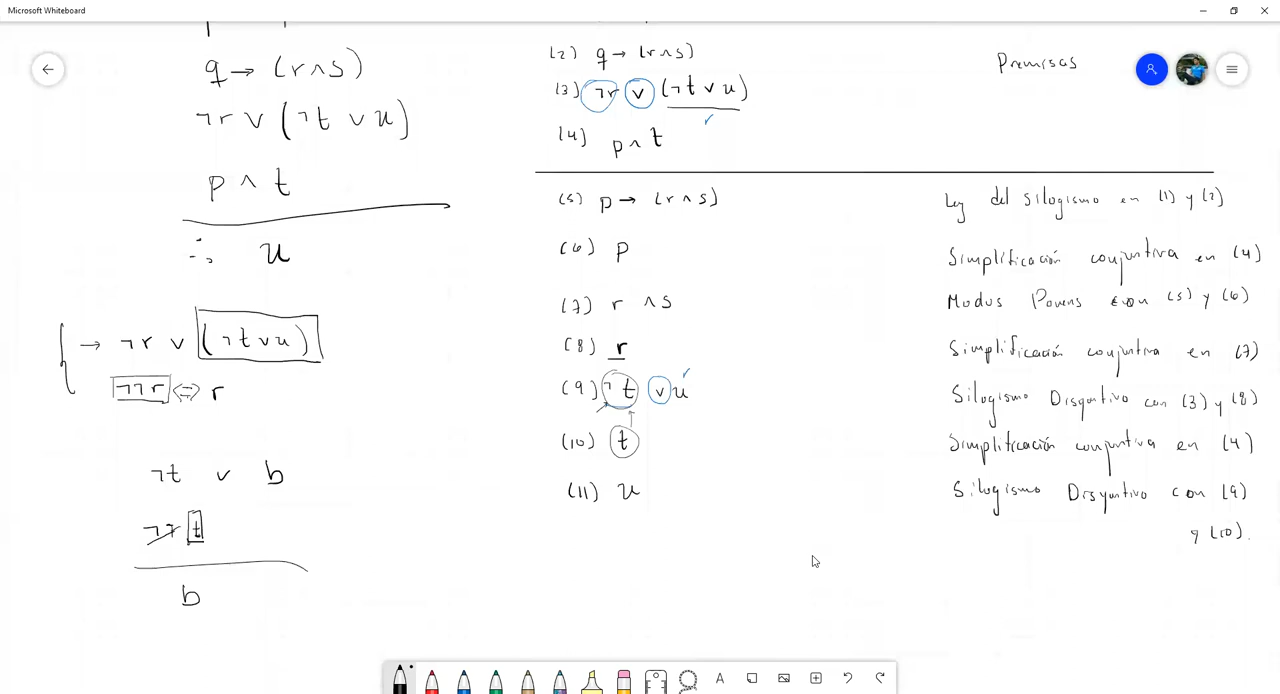 Microsoft Whiteboard
q → (r ∧ s)
¬r ∨ (¬t ∨ u)
p ∧ t
∴ u
→ ¬r ∨ (¬t ∨ u)
¬¬r ⇔ r
¬t ∨ b
¬¬ t
b
(2) q → (r ∧ s)
Premisas
(3) ¬r ∨ (¬t ∨ u)
(4) p ∧ t
(5) p → (r ∧ s) Ley del silogismo en (1) y (2)
(6) p Simplificación conjuntiva en (4)
(7) r ∧ s Modus Ponens con (5) y (6)
(8) r Simplificación conjuntiva en (7)
(9) ¬t ∨ u Silogismo Disyuntivo con (3) y (8)
(10) t Simplificación conjuntiva en (4)
(11) u Silogismo Disyuntivo con (9)
y (10).